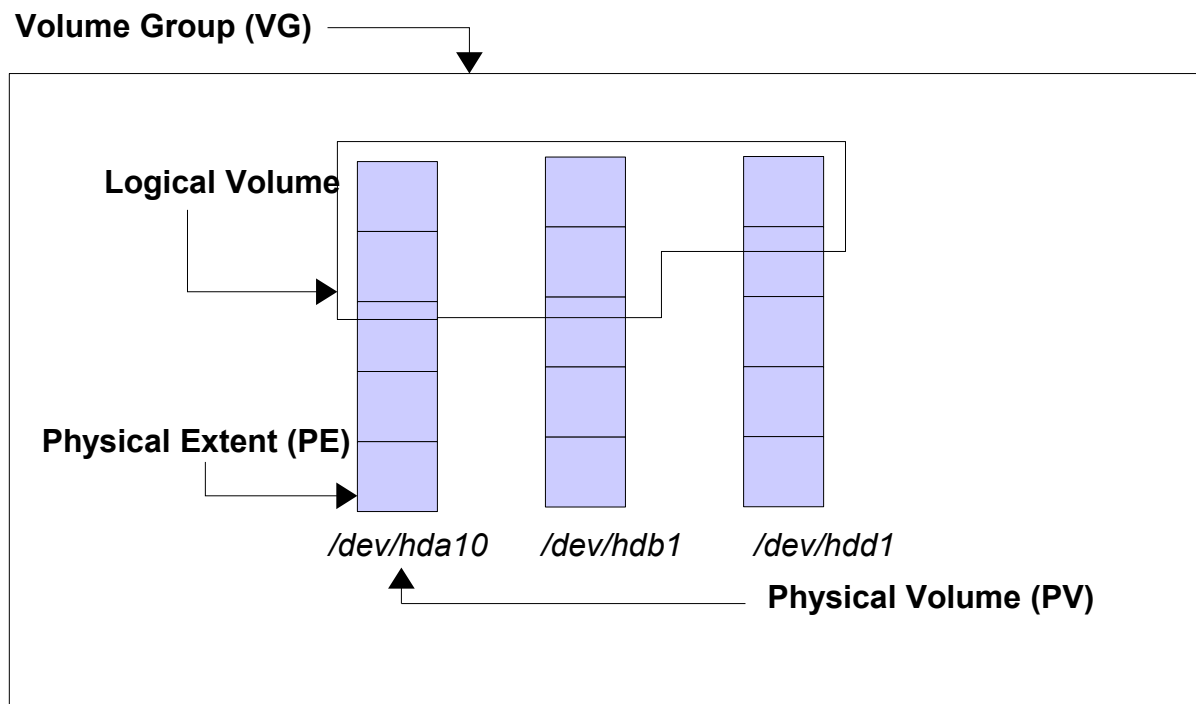 Volume Group (VG)
Logical Volume
Physical Extent (PE)
/dev/hda10
/dev/hdb1
/dev/hdd1
Physical Volume (PV)